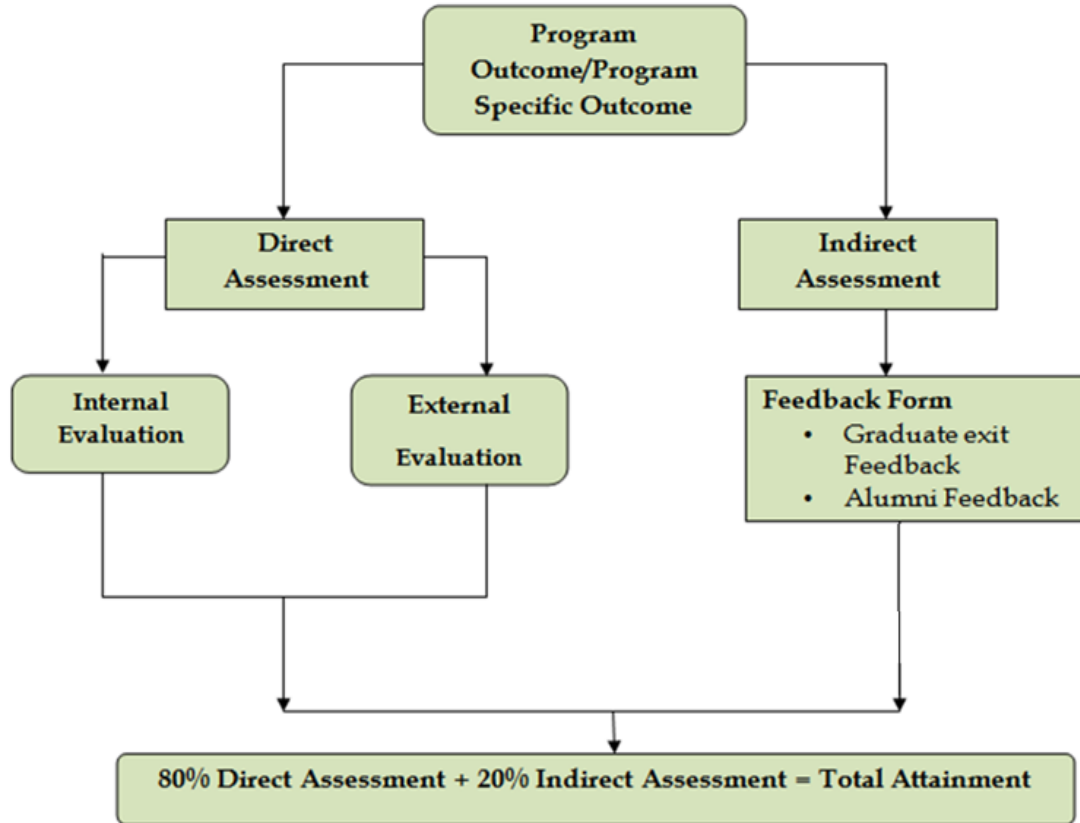 Program
Outcome/Program
Specific Outcome
Direct
Assessment
Indirect
Assessment
Internal
Evaluation
External
Evaluation
Feedback Form
• Graduate exit
Feedback
• Alumni Feedback
80% Direct Assessment + 20% Indirect Assessment = Total Attainment